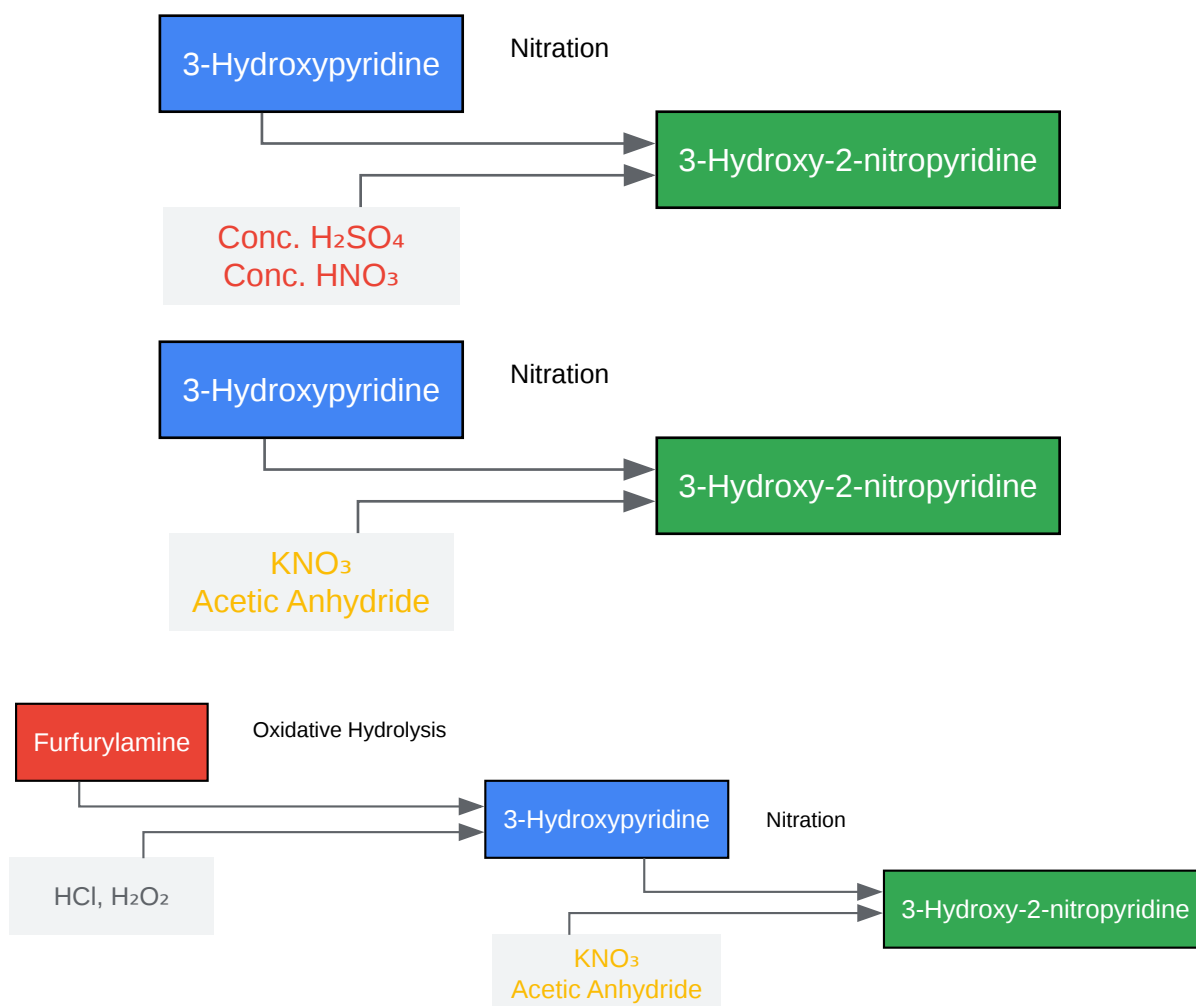 3-Hydroxypyridine
Nitration
3-Hydroxy-2-nitropyridine
Conc. H₂SO₄
Conc. HNO₃
3-Hydroxypyridine
Nitration
3-Hydroxy-2-nitropyridine
KNO₃
Acetic Anhydride
Furfurylamine
Oxidative Hydrolysis
3-Hydroxypyridine
Nitration
HCl, H₂O₂
3-Hydroxy-2-nitropyridine
KNO₃
Acetic Anhydride